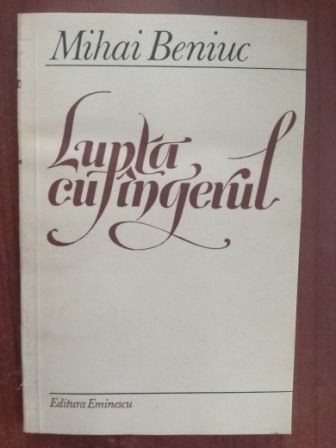 Mihai Beniuc
Lupta
cu îngerul
Editura Eminescu